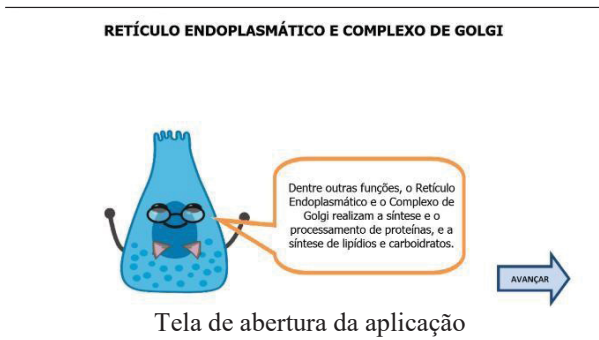 RETÍCULO ENDOPLASMÁTICO E COMPLEXO DE GOLGI
Dentre outras funções, o Retículo
Endoplasmático e o Complexo de
Golgi realizam a síntese e o
processamento de proteínas, e a
síntese de lipídios e carboidratos.
AVANÇAR
Tela de abertura da aplicação